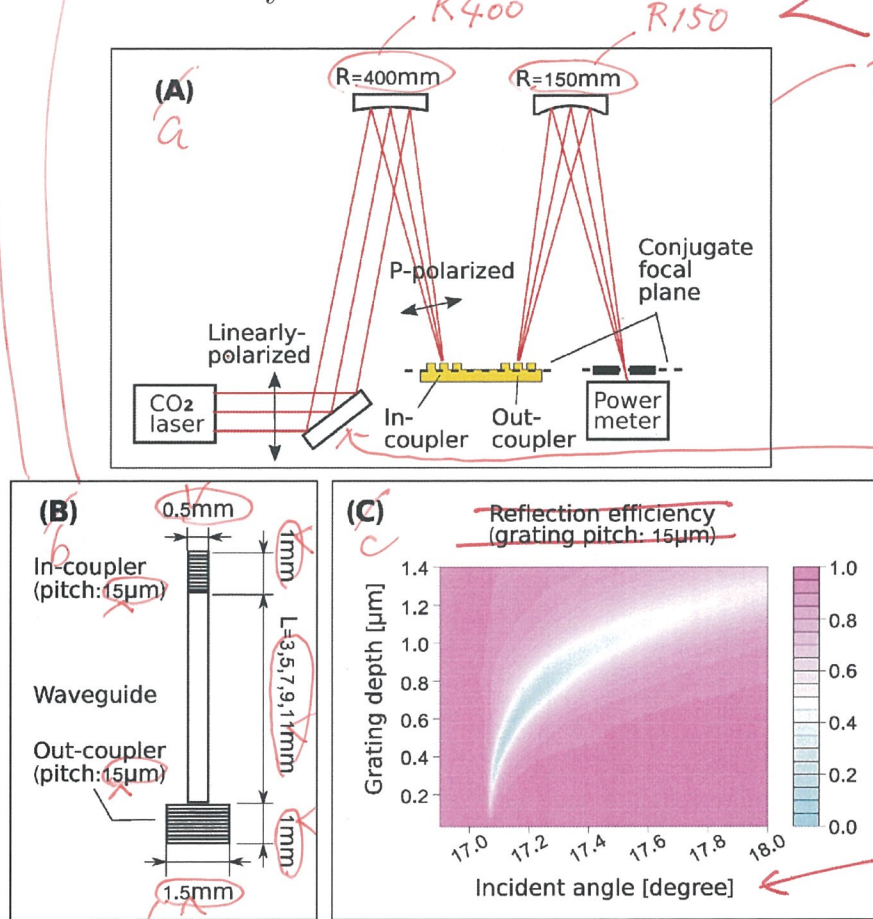 R400
R150
(A)
a
R=400mm
R=150mm
P-polarized
Conjugate
focal
plane
Linearly-
polarized
CO2
laser
In-
coupler
Out-
coupler
Power
meter
(B)
b
0.5mm
In-coupler
(pitch:15μm)
1mm
L=3,5,7,9,11mm
Waveguide
Out-coupler
(pitch:15μm)
1mm
1.5mm
(C)
c
Reflection efficiency
(grating pitch: 15μm)
Grating depth [μm]
1.4
1.2
1.0
0.8
0.6
0.4
0.2
17.0 17.2 17.4 17.6 17.8 18.0
Incident angle [degree]
1.0
0.8
0.6
0.4
0.2
0.0